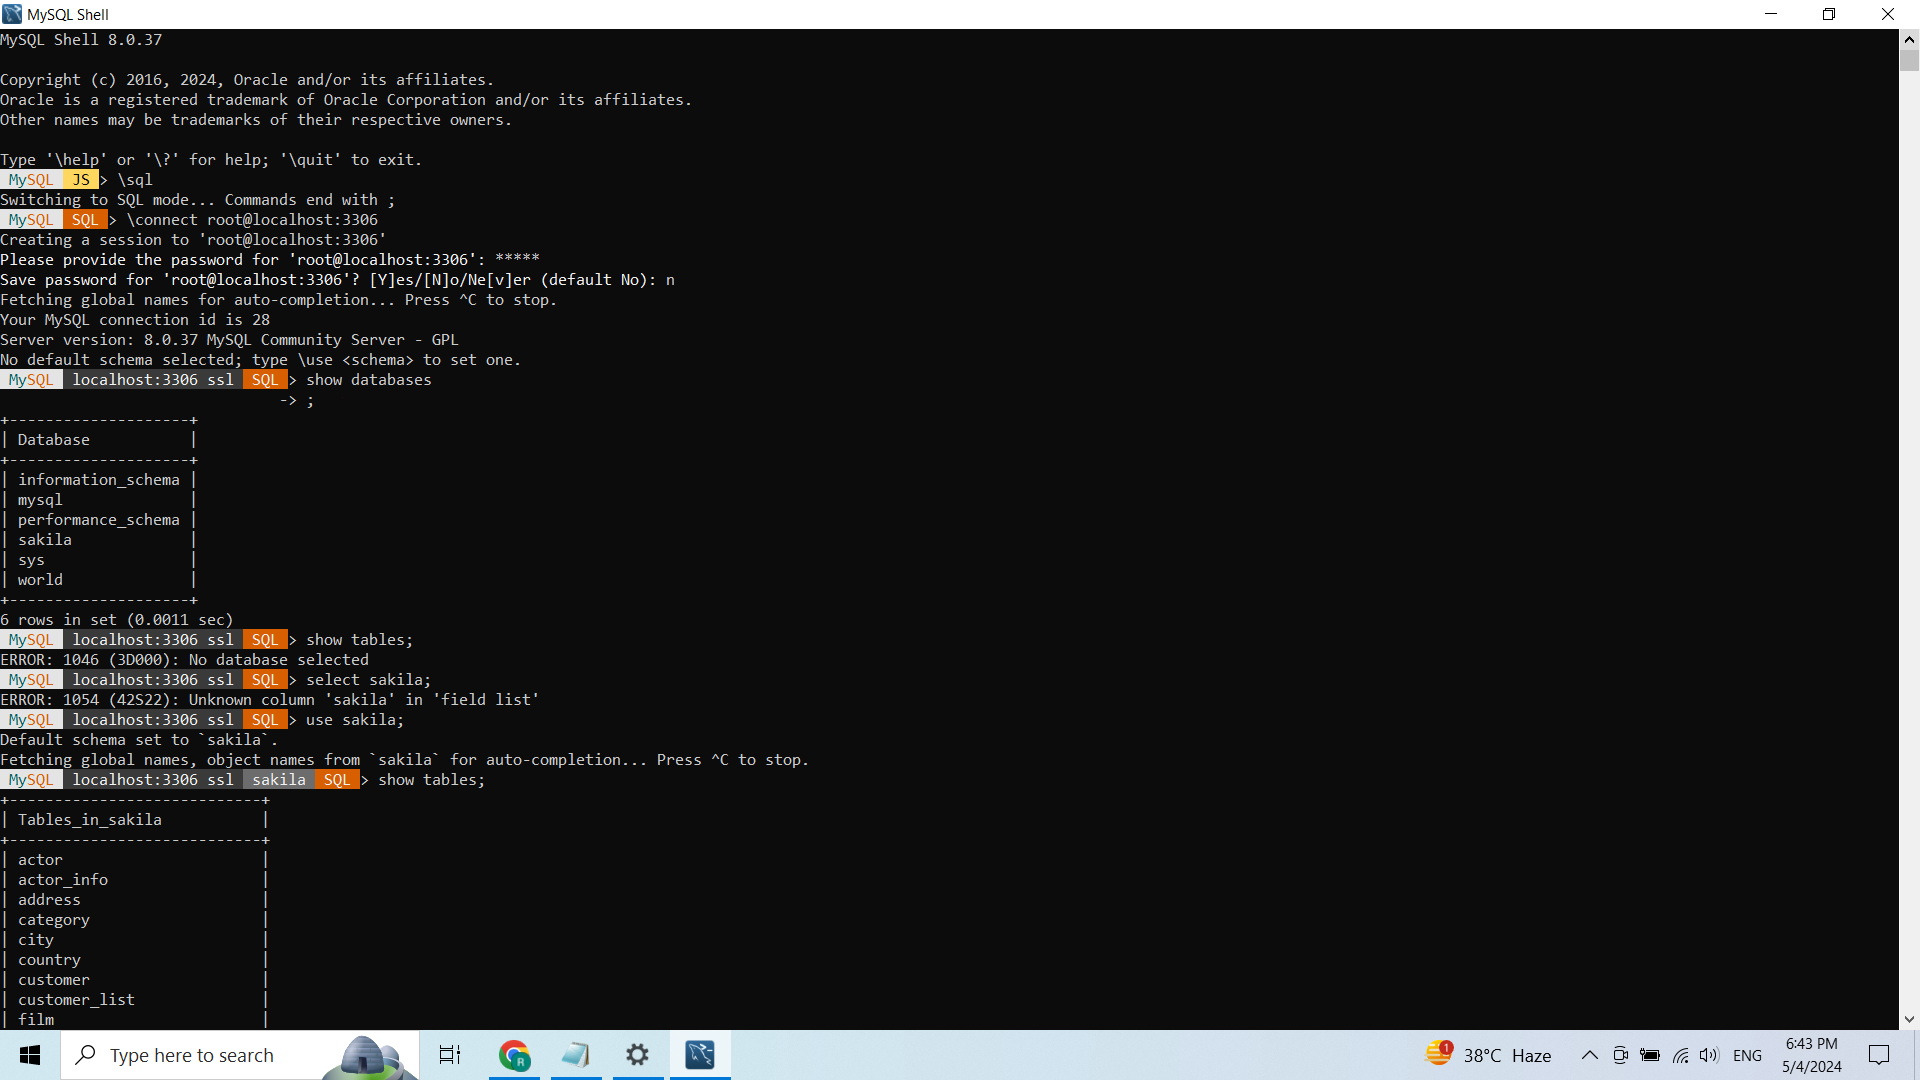 MySQL Shell
MySQL Shell 8.0.37
Copyright (c) 2016, 2024, Oracle and/or its affiliates.
Oracle is a registered trademark of Oracle Corporation and/or its affiliates.
Other names may be trademarks of their respective owners.
Type '\help' or '\?' for help; '\quit' to exit.
MySQL JS > \sql
Switching to SQL mode... Commands end with ;
MySQL SQL > \connect root@localhost:3306
Creating a session to 'root@localhost:3306'
Please provide the password for 'root@localhost:3306': *****
Save password for 'root@localhost:3306'? [Y]es/[N]o/Ne[v]er (default No): n
Fetching global names for auto-completion... Press ^C to stop.
Your MySQL connection id is 28
Server version: 8.0.37 MySQL Community Server - GPL
No default schema selected; type \use <schema> to set one.
MySQL localhost:3306 ssl SQL > show databases
-> ;
+--------------------+
| Database           |
+--------------------+
| information_schema |
| mysql              |
| performance_schema |
| sakila             |
| sys                |
| world              |
+--------------------+
6 rows in set (0.0011 sec)
MySQL localhost:3306 ssl SQL > show tables;
ERROR: 1046 (3D000): No database selected
MySQL localhost:3306 ssl SQL > select sakila;
ERROR: 1054 (42S22): Unknown column 'sakila' in 'field list'
MySQL localhost:3306 ssl SQL > use sakila;
Default schema set to `sakila`.
Fetching global names, object names from `sakila` for auto-completion... Press ^C to stop.
MySQL localhost:3306 ssl sakila SQL > show tables;
+----------------------------+
| Tables_in_sakila           |
+----------------------------+
| actor                      |
| actor_info                 |
| address                    |
| category                   |
| city                       |
| country                    |
| customer                   |
| customer_list              |
| film                       |
Type here to search
R
1
38°C Haze
ENG
6:43 PM
5/4/2024